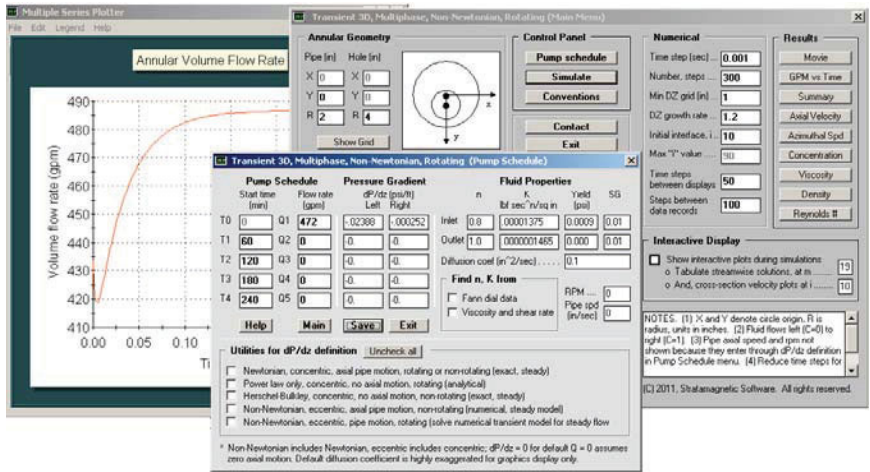 Multiple Series Plotter
File Edit Legend Help
Annular Volume Flow Rate
Volume flow rate (gpm)
490
480
470
460
450
440
430
420
410
0.00 0.05 0.10 0.15 0.20
Transient 3D, Multiphase, Non-Newtonian, Rotating (Main Menu)
Annular Geometry
Pipe (in) Hole (in)
X 0 X 0
Y 0 Y 0
R 2 R 4
Show Grid
x
y
Control Panel
Pump schedule
Simulate
Conventions
Contact
Exit
Numerical
Time step (sec) ... 0.001
Number, steps .... 300
Min DZ grid (in) ... 1
DZ growth rate ... 1.2
Initial interface, i .. 10
Max "I" value ..... 90
Time steps
between displays 50
Steps between
data records 100
Results
Movie
GPM vs Time
Summary
Axial Velocity
Azimuthal Spd
Concentration
Viscosity
Density
Reynolds #
Interactive Display
Show interactive plots during simulations
o Tabulate streamwise solutions, at m ....... 19
o And, cross-section velocity plots at i ....... 10
NOTES. (1) X and Y denote circle origin, R is
radius, units in inches. (2) Fluid flows left (C=0) to
right (C=1). (3) Pipe axial speed and rpm not
shown because they enter through dP/dz definition
in Pump Schedule menu. (4) Reduce time steps for
(C) 2011, Stratamagnetic Software. All rights reserved.
Transient 3D, Multiphase, Non-Newtonian, Rotating (Pump Schedule)
Pump Schedule Pressure Gradient Fluid Properties
Start time Flow rate dP/dz (psi/ft) n K Yield SG
(min) (gpm) Left Right lbf sec^n/sq in (psi)
T0 0 Q1 472 -.02388 -.000252 Inlet 0.8 .00001375 0.0009 0.01
T1 60 Q2 0 -0. -0. Outlet 1.0 0000001465 0.000 0.01
T2 120 Q3 0 -0. -0. Diffusion coef (in^2/sec) ...... 0.1
T3 180 Q4 0 -0. -0.
T4 240 Q5 0 -0. -0.
Find n, K from
Fann dial data
Viscosity and shear rate
RPM .... 0
Pipe spd
(in/sec) 0
Help Main Save Exit
Utilities for dP/dz definition Uncheck all
Newtonian, concentric, axial pipe motion, rotating or non-rotating (exact, steady)
Power law only, concentric, no axial motion, rotating (analytical)
Herschel-Bulkley, concentric, no axial motion, non-rotating (exact, steady)
Non-Newtonian, eccentric, axial pipe motion, non-rotating (numerical, steady model)
Non-Newtonian, eccentric, pipe motion, rotating (solve numerical transient model for steady flow
* Non-Newtonian includes Newtonian, eccentric includes concentric; dP/dz = 0 for default Q = 0 assumes
zero axial motion. Default diffusion coefficient is highly exaggerated for graphics display only.